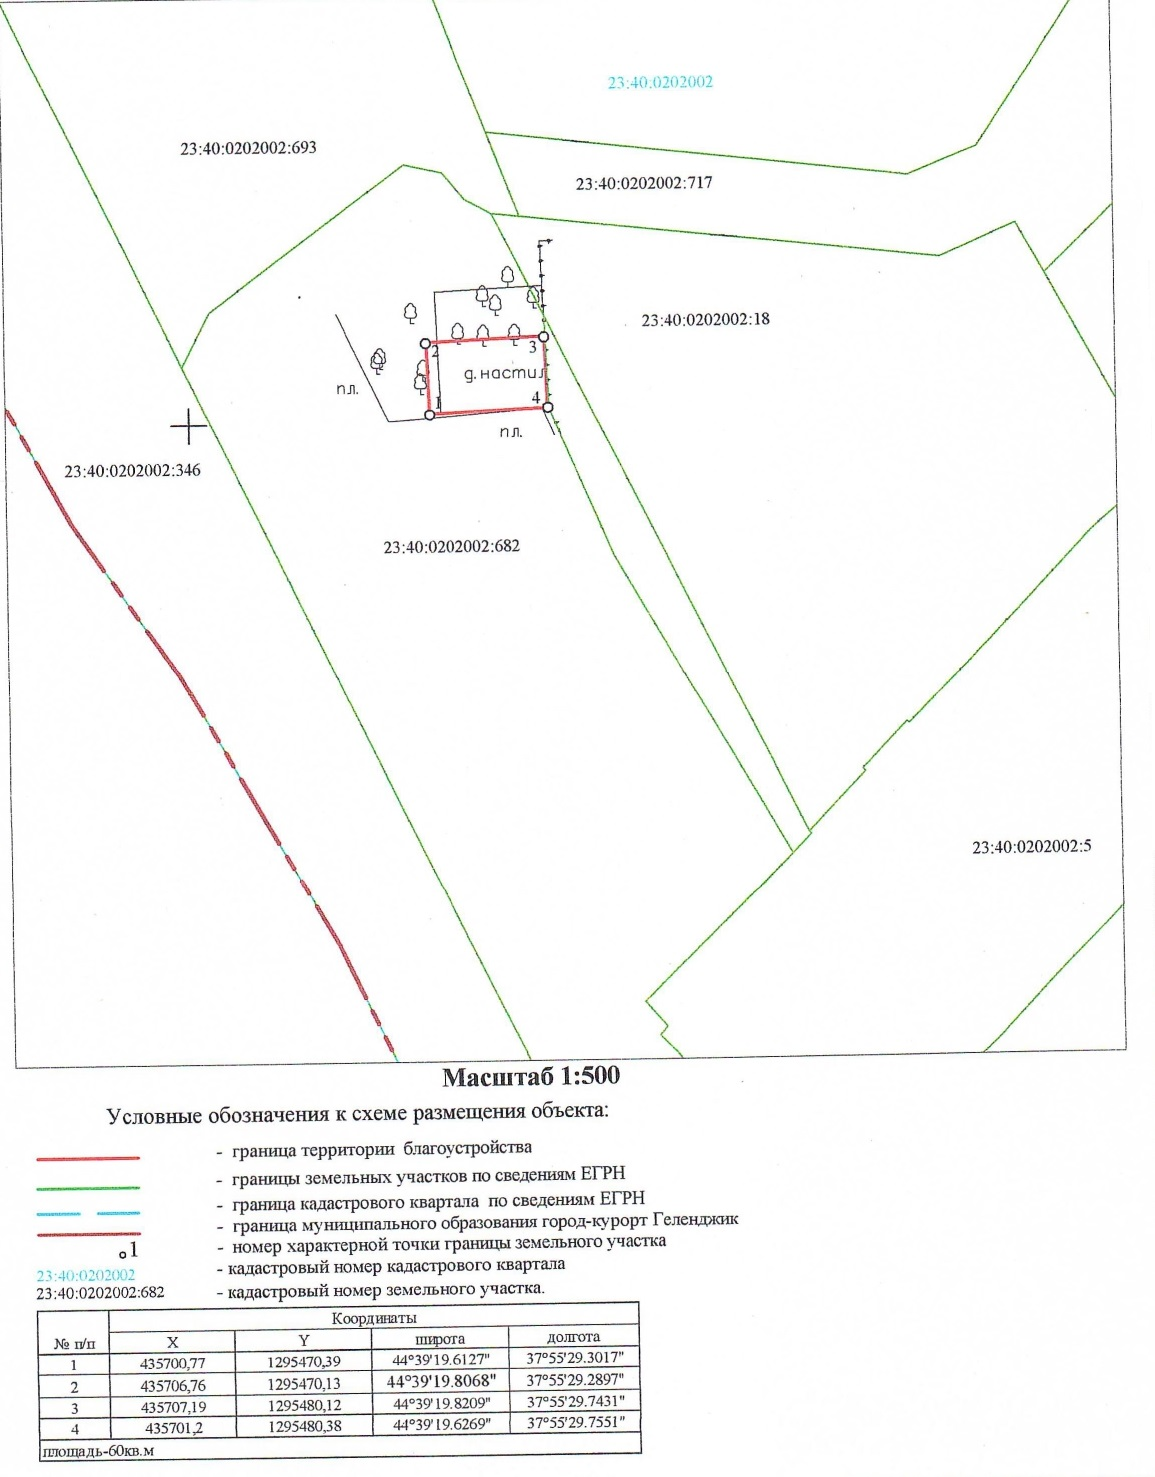 23:40:0202002
23:40:0202002:693
23:40:0202002:717
23:40:0202002:18
2
3
д. настил
пл.
1
4
пл.
23:40:0202002:346
23:40:0202002:682
23:40:0202002:5
Масштаб 1:500
Условные обозначения к схеме размещения объекта:
- граница территории благоустройства
- границы земельных участков по сведениям ЕГРН
- граница кадастрового квартала по сведениям ЕГРН
- граница муниципального образования город-курорт Геленджик
1 - номер характерной точки границы земельного участка
23:40:0202002 - кадастровый номер кадастрового квартала
23:40:0202002:682 - кадастровый номер земельного участка.
№ п/п Координаты
X Y широта долгота
1 435700,77 1295470,39 44°39'19.6127" 37°55'29.3017"
2 435706,76 1295470,13 44°39'19.8068" 37°55'29.2897"
3 435707,19 1295480,12 44°39'19.8209" 37°55'29.7431"
4 435701,2 1295480,38 44°39'19.6269" 37°55'29.7551"
площадь-60кв.м